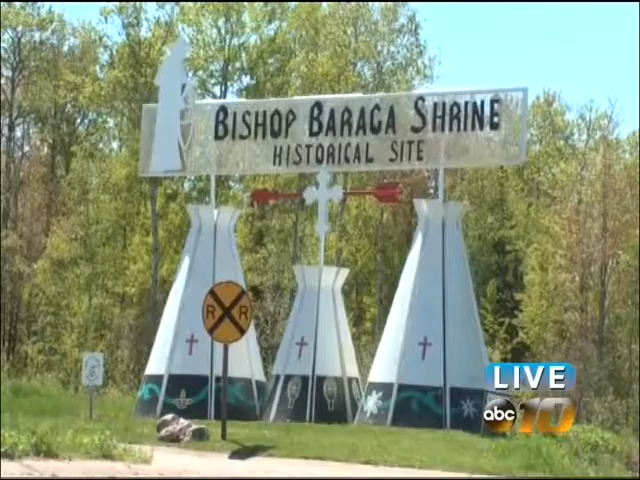 BISHOP BARAGA SHRINE
HISTORICAL SITE
R R
LIVE
abc 10